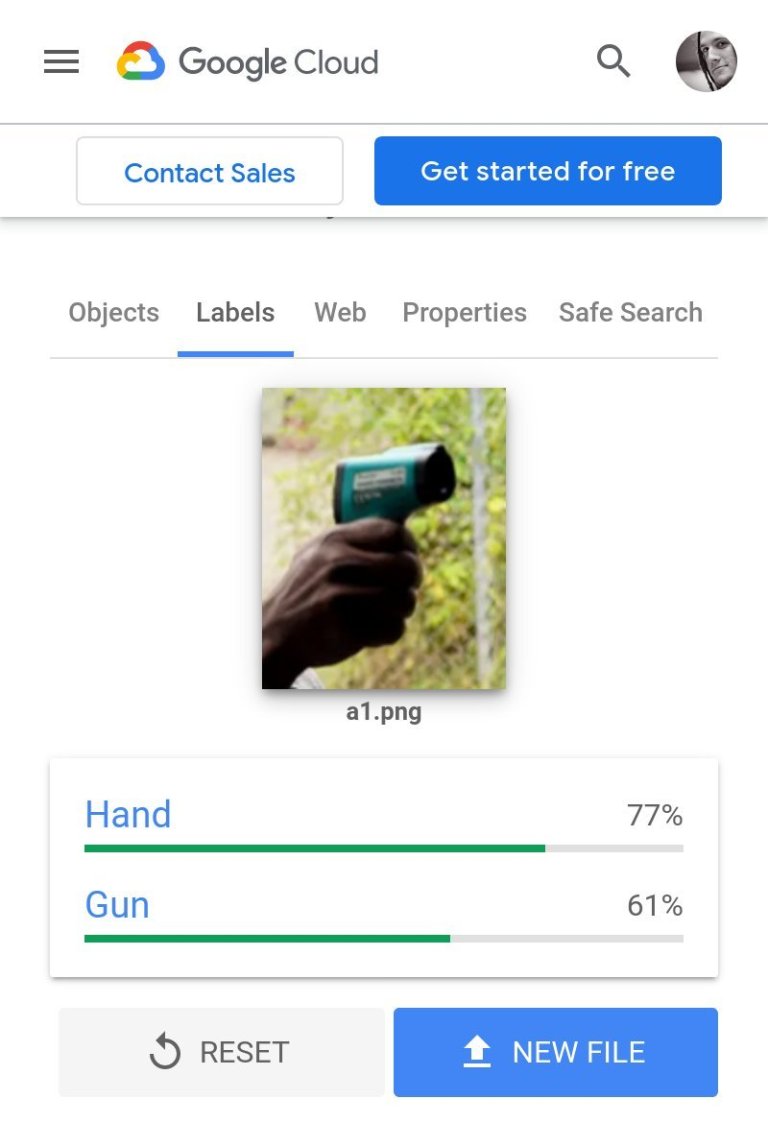 Google Cloud
Contact Sales
Get started for free
Objects
Labels
Web
Properties
Safe Search
a1.png
Hand 77%
Gun 61%
RESET
NEW FILE